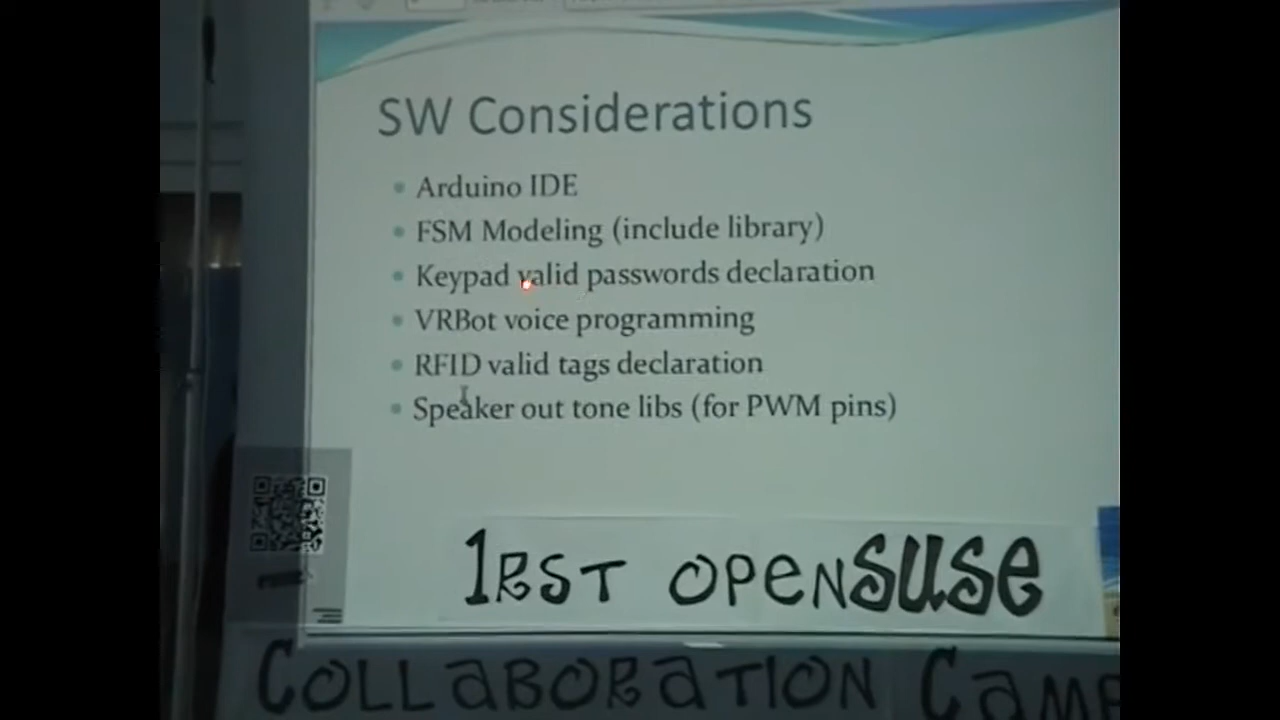 SW Considerations
Arduino IDE
FSM Modeling (include library)
Keypad valid passwords declaration
VRBot voice programming
RFID valid tags declaration
Speaker out tone libs (for PWM pins)
1RST OPENSUSE
COLLABORATION CAMP